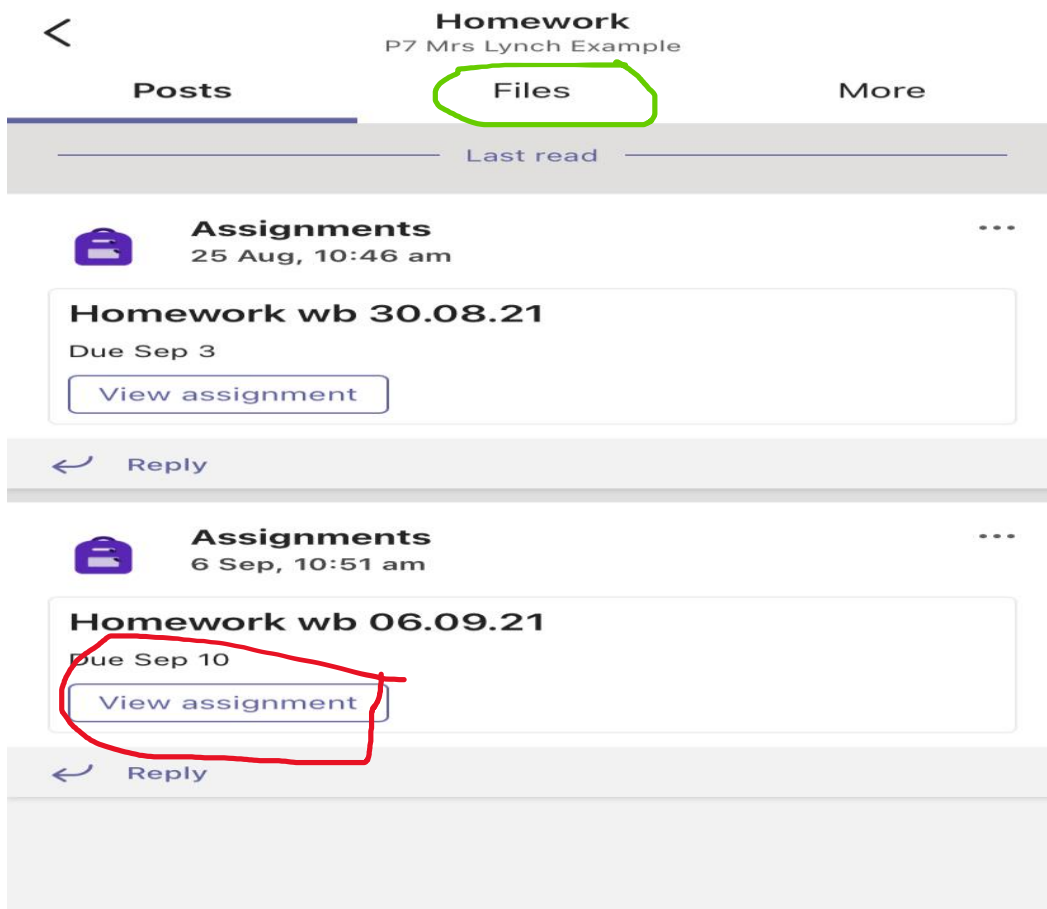 Homework
P7 Mrs Lynch Example
Posts Files More
Last read
Assignments
25 Aug, 10:46 am
Homework wb 30.08.21
Due Sep 3
View assignment
Reply
Assignments
6 Sep, 10:51 am
Homework wb 06.09.21
Due Sep 10
View assignment
Reply